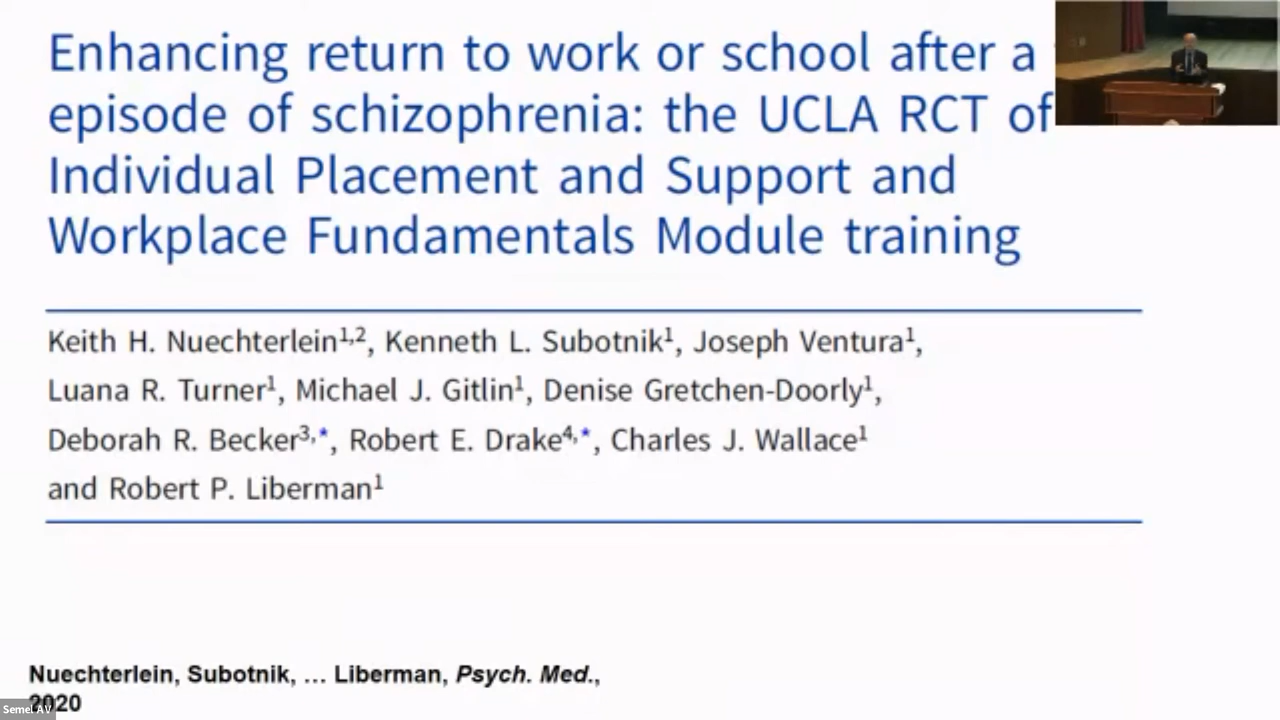 Enhancing return to work or school after a
episode of schizophrenia: the UCLA RCT of
Individual Placement and Support and
Workplace Fundamentals Module training
Keith H. Nuechterlein1,2, Kenneth L. Subotnik1, Joseph Ventura1,
Luana R. Turner1, Michael J. Gitlin1, Denise Gretchen-Doorly1,
Deborah R. Becker3,*, Robert E. Drake4,*, Charles J. Wallace1
and Robert P. Liberman1
Nuechterlein, Subotnik, … Liberman, Psych. Med.,
2020
Semel AV